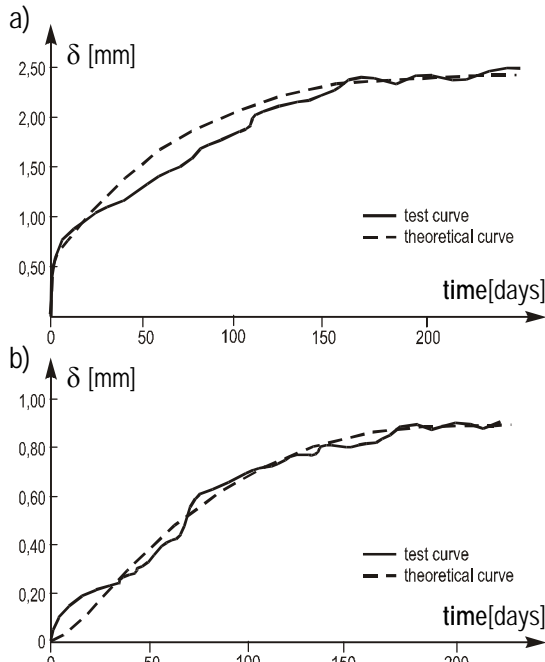 a)
δ [mm]
2,50
2,00
1,50
1,00
0,50
test curve
theoretical curve
time[days]
0 50 100 150 200
b)
δ [mm]
1,00
0,80
0,60
0,40
0,20
0
test curve
theoretical curve
time[days]
0 50 100 150 200